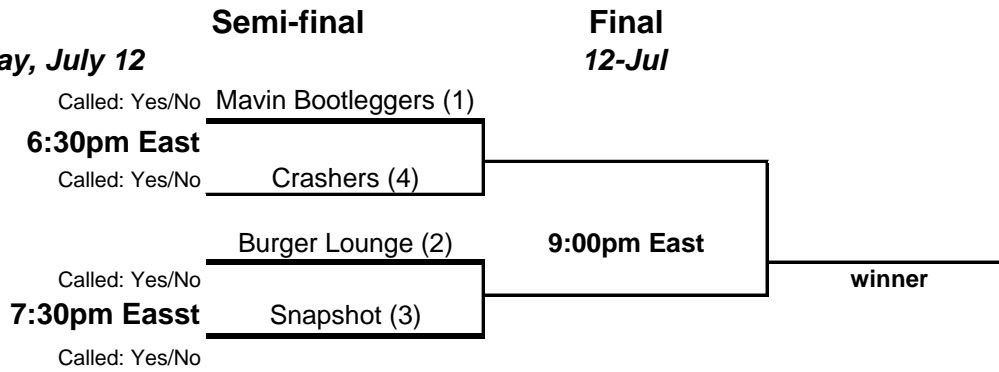 Semi-final Final
ay, July 12 12-Jul
Called: Yes/No Mavin Bootleggers (1)
6:30pm East
Called: Yes/No Crashers (4)
Burger Lounge (2) 9:00pm East
Called: Yes/No winner
7:30pm Easst Snapshot (3)
Called: Yes/No